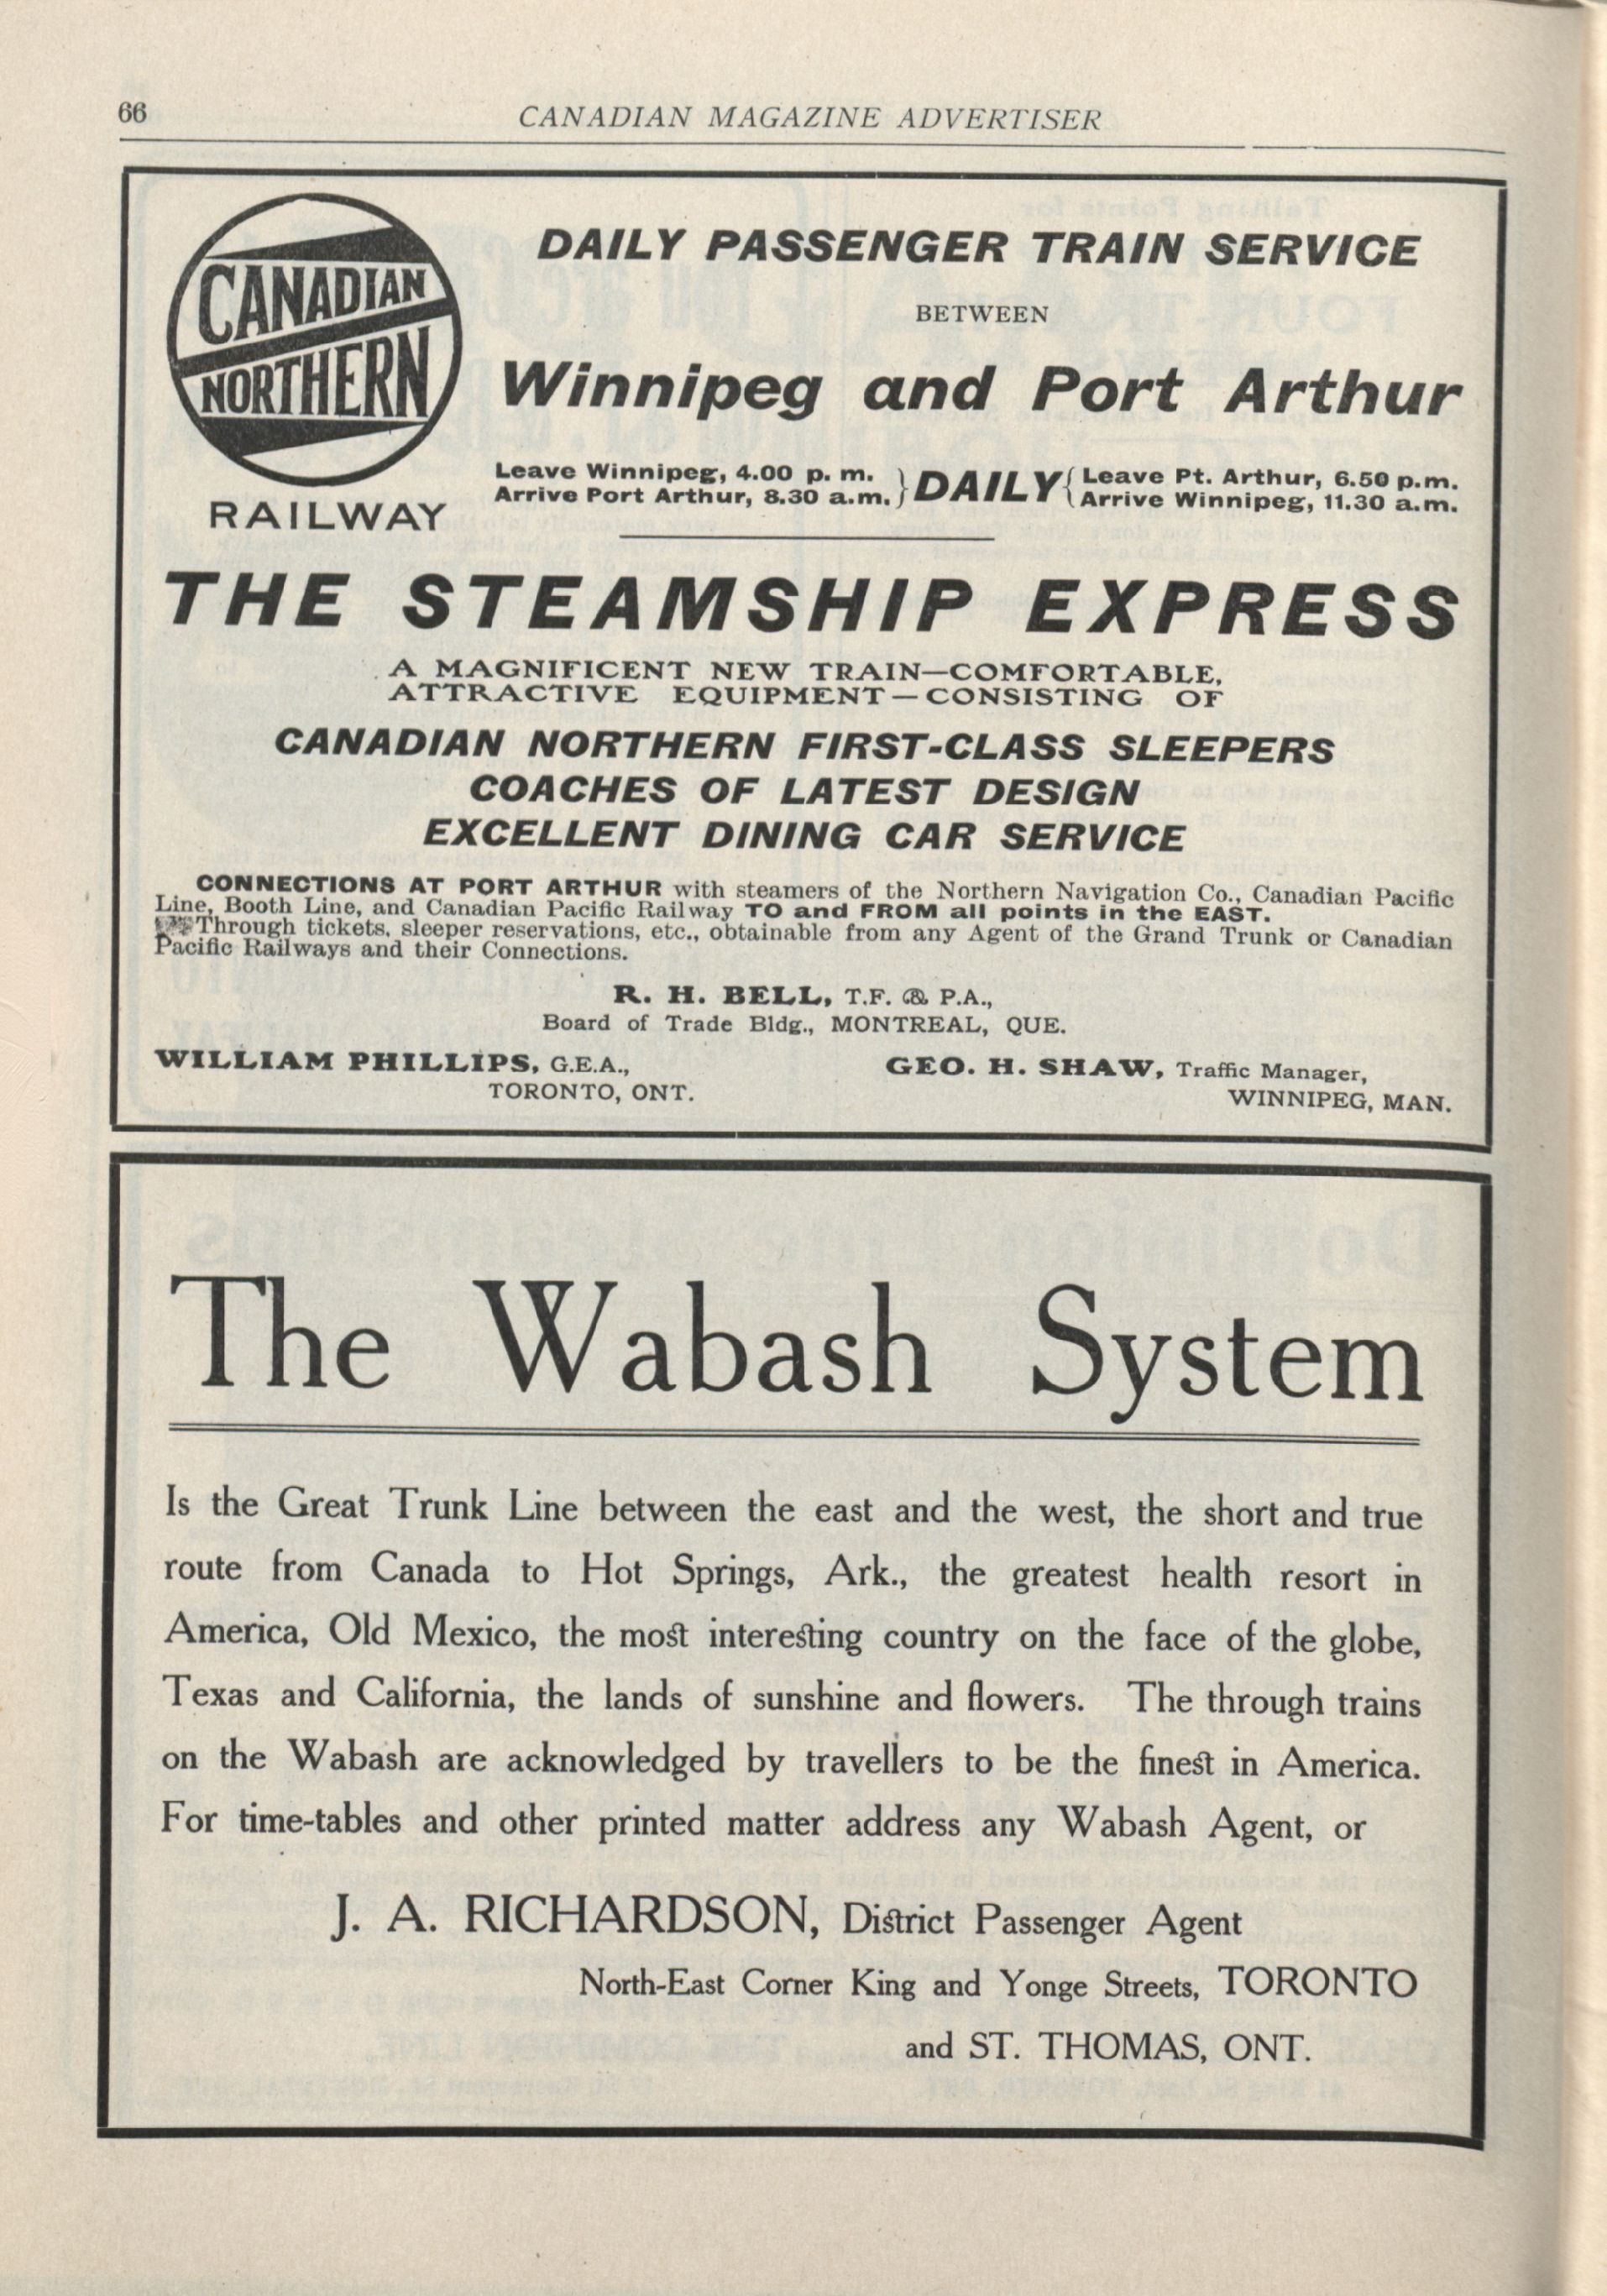 66
CANADIAN MAGAZINE ADVERTISER
CANADIAN
NORTHERN
RAILWAY
DAILY PASSENGER TRAIN SERVICE
BETWEEN
Winnipeg and Port Arthur
Leave Winnipeg, 4.00 p. m.
Arrive Port Arthur, 8.30 a.m.
DAILY
Leave Pt. Arthur, 6.50 p.m.
Arrive Winnipeg, 11.30 a.m.
THE STEAMSHIP EXPRESS
A MAGNIFICENT NEW TRAIN—COMFORTABLE,
ATTRACTIVE EQUIPMENT—CONSISTING OF
CANADIAN NORTHERN FIRST-CLASS SLEEPERS
COACHES OF LATEST DESIGN
EXCELLENT DINING CAR SERVICE
CONNECTIONS AT PORT ARTHUR with steamers of the Northern Navigation Co., Canadian Pacific
Line, Booth Line, and Canadian Pacific Railway TO and FROM all points in the EAST.
Through tickets, sleeper reservations, etc., obtainable from any Agent of the Grand Trunk or Canadian
Pacific Railways and their Connections.
R. H. BELL, T.F. & P.A.,
Board of Trade Bldg., MONTREAL, QUE.
WILLIAM PHILLIPS, G.E.A.,
TORONTO, ONT.
GEO. H. SHAW, Traffic Manager,
WINNIPEG, MAN.
The Wabash System
Is the Great Trunk Line between the east and the west, the short and true
route from Canada to Hot Springs, Ark., the greatest health resort in
America, Old Mexico, the most interesting country on the face of the globe,
Texas and California, the lands of sunshine and flowers. The through trains
on the Wabash are acknowledged by travellers to be the finest in America.
For time-tables and other printed matter address any Wabash Agent, or
J. A. RICHARDSON, District Passenger Agent
North-East Corner King and Yonge Streets, TORONTO
and ST. THOMAS, ONT.